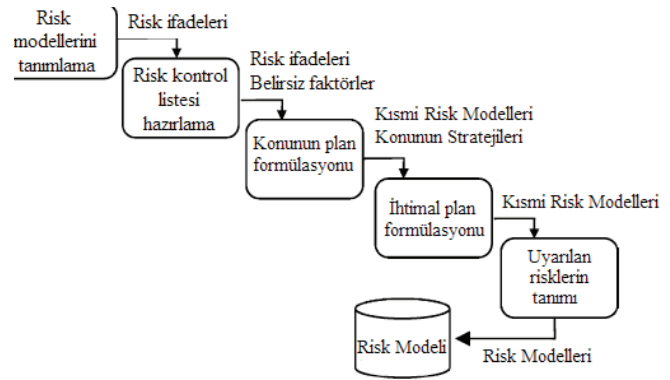 Risk
modellerini
tanımlama
Risk ifadeleri
Risk kontrol
listesi
hazırlama
Risk ifadeleri
Belirsiz faktörler
Konunun plan
formülasyonu
Kısmi Risk Modelleri
Konunun Stratejileri
İhtimal plan
formülasyonu
Kısmi Risk Modelleri
Uyarılan
risklerin
tanımı
Risk Modelleri
Risk Modeli